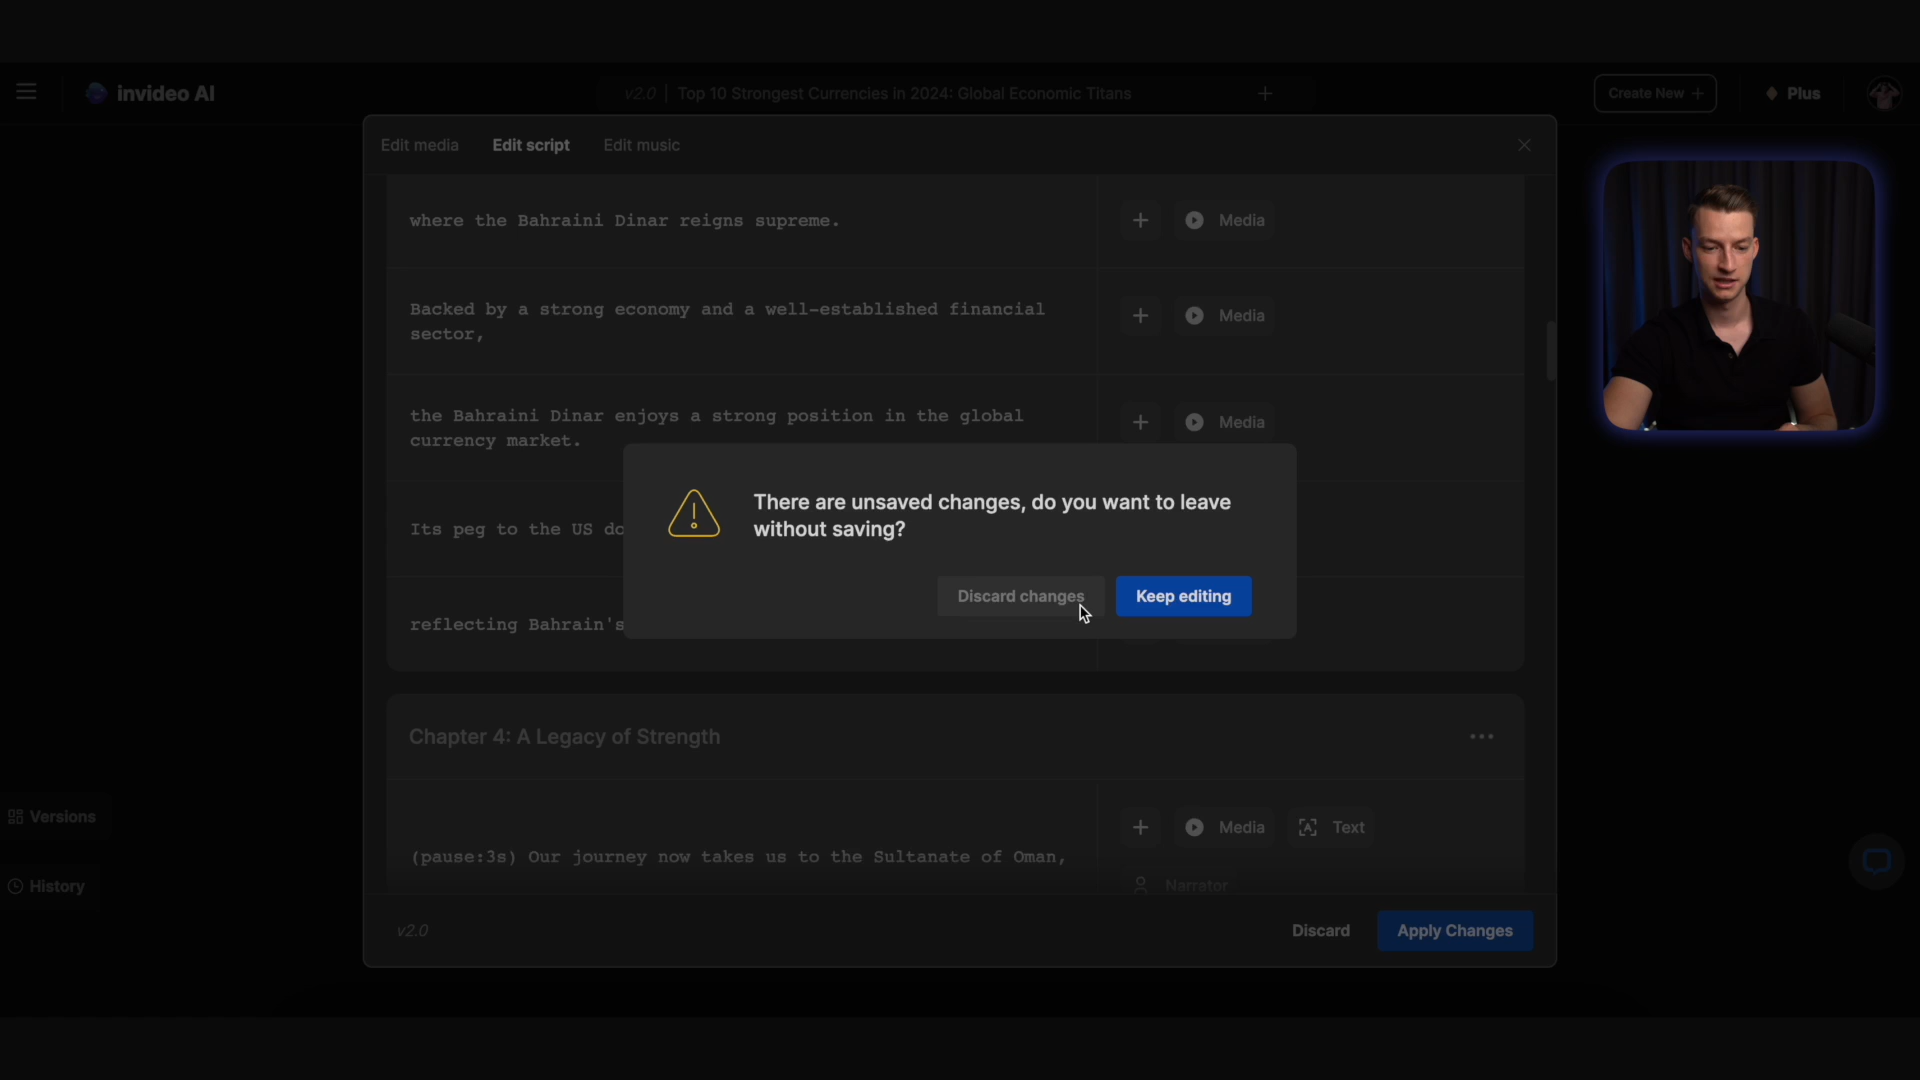 invideo AI
v2.0 | Top 10 Strongest Currencies in 2024: Global Economic Titans
Create New +
Plus
Edit media
Edit script
Edit music
where the Bahraini Dinar reigns supreme.
Media
Backed by a strong economy and a well-established financial
sector,
Media
the Bahraini Dinar enjoys a strong position in the global
currency market.
Media
There are unsaved changes, do you want to leave
without saving?
Its peg to the US do
Discard changes
Keep editing
reflecting Bahrain's
Chapter 4: A Legacy of Strength
Media
Text
(pause:3s) Our journey now takes us to the Sultanate of Oman,
Narrator
Versions
History
v2.0
Discard
Apply Changes